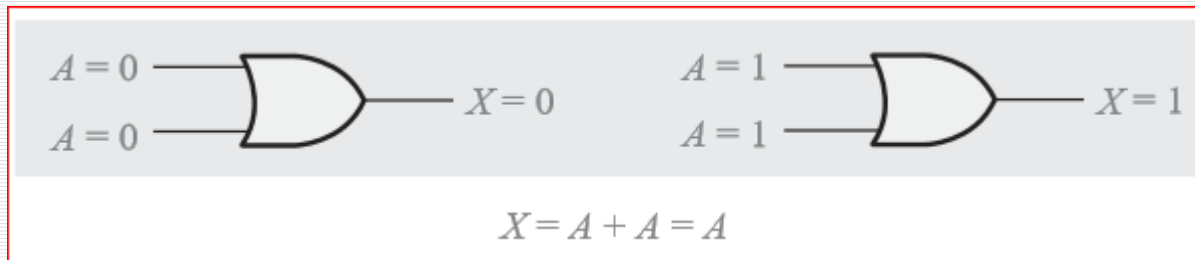 A = 0
A = 0
X = 0
A = 1
A = 1
X = 1
X = A + A = A